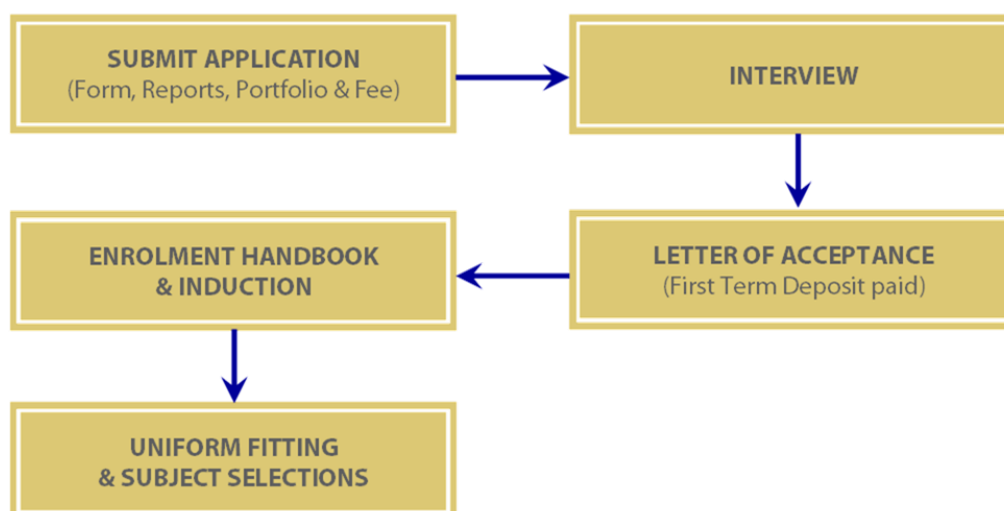 SUBMIT APPLICATION
(Form, Reports, Portfolio & Fee)
INTERVIEW
LETTER OF ACCEPTANCE
(First Term Deposit paid)
ENROLMENT HANDBOOK
& INDUCTION
UNIFORM FITTING
& SUBJECT SELECTIONS